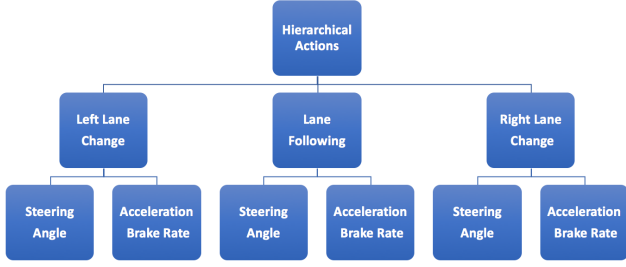 Hierarchical
Actions
Left Lane
Change
Lane
Following
Right Lane
Change
Steering
Angle
Acceleration
Brake Rate
Steering
Angle
Acceleration
Brake Rate
Steering
Angle
Acceleration
Brake Rate